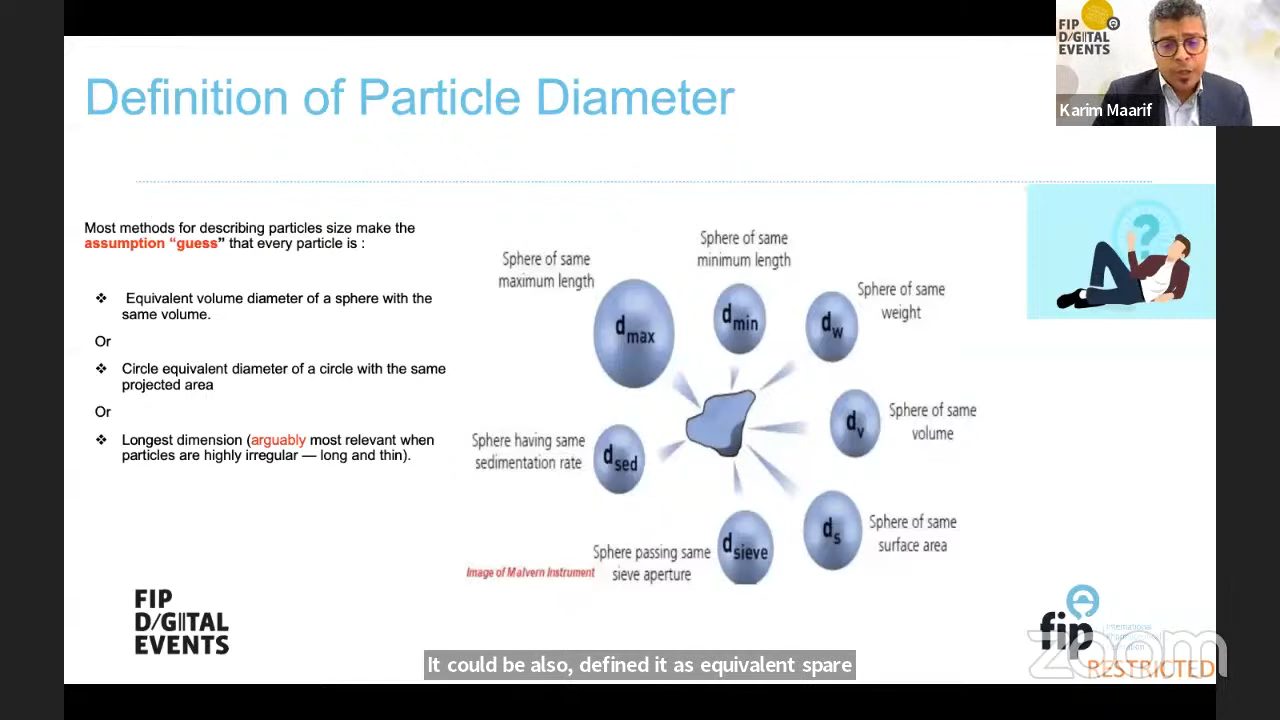 FIP
D/GITAL
EVENTS
Karim Maarif
Definition of Particle Diameter
Most methods for describing particles size make the
assumption “guess” that every particle is :
❖ Equivalent volume diameter of a sphere with the
same volume.
Or
❖ Circle equivalent diameter of a circle with the same
projected area
Or
❖ Longest dimension (arguably most relevant when
particles are highly irregular — long and thin).
Sphere of same
maximum length
dmax
Sphere of same
minimum length
dmin
Sphere of same
weight
dw
Sphere of same
volume
dv
Sphere of same
surface area
ds
Sphere passing same
sieve aperture
dsieve
Sphere having same
sedimentation rate
dsed
Image of Malvern Instrument
?
FIP
D/GITAL
EVENTS
fip
International
zoom
RESTRICTED
It could be also, defined it as equivalent spare